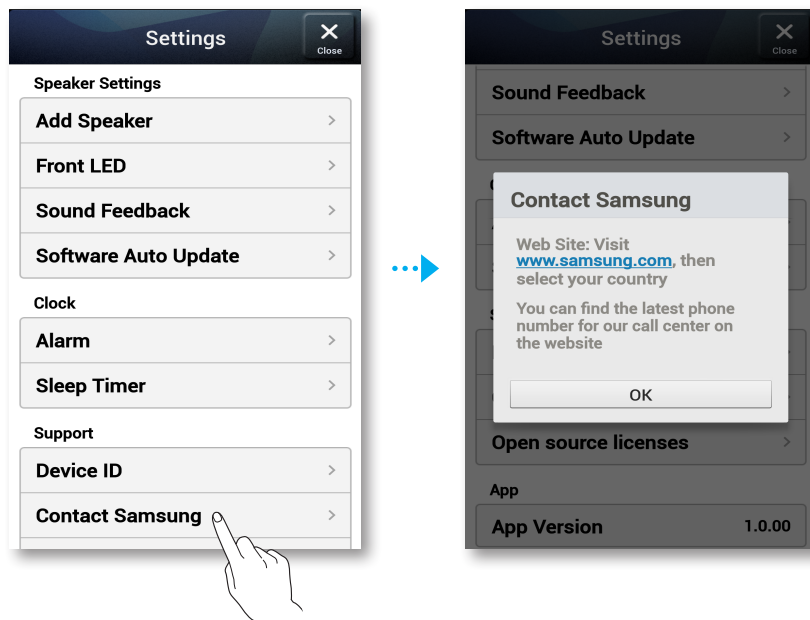 Settings
Close
Speaker Settings
Add Speaker
Front LED
Sound Feedback
Software Auto Update
Clock
Alarm
Sleep Timer
Support
Device ID
Contact Samsung
Settings
Close
Sound Feedback
Software Auto Update
Contact Samsung
Web Site: Visit
www.samsung.com, then
select your country
You can find the latest phone
number for our call center on
the website
OK
Open source licenses
App
App Version 1.0.00